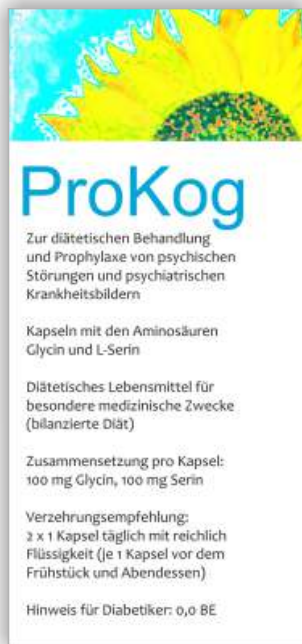 ProKog
Zur diätetischen Behandlung
und Prophylaxe von psychischen
Störungen und psychiatrischen
Krankheitsbildern
Kapseln mit den Aminosäuren
Glycin und L-Serin
Diätetisches Lebensmittel für
besondere medizinische Zwecke
(bilanzierte Diät)
Zusammensetzung pro Kapsel:
100 mg Glycin, 100 mg Serin
Verzehrungsempfehlung:
2 x 1 Kapsel täglich mit reichlich
Flüssigkeit (je 1 Kapsel vor dem
Frühstück und Abendessen)
Hinweis für Diabetiker: 0,0 BE